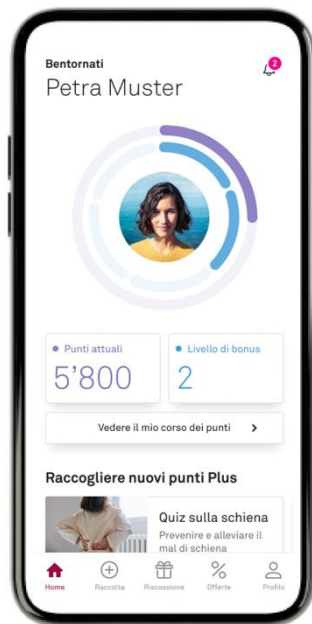 Bentornati
2
Petra Muster
Punti attuali
Livello di bonus
5'800
2
Vedere il mio corso dei punti
Raccogliere nuovi punti Plus
Quiz sulla schiena
Prevenire e alleviare il
mal di schiena
Home
Raccolta
Riscussione
Offerte
Profilo